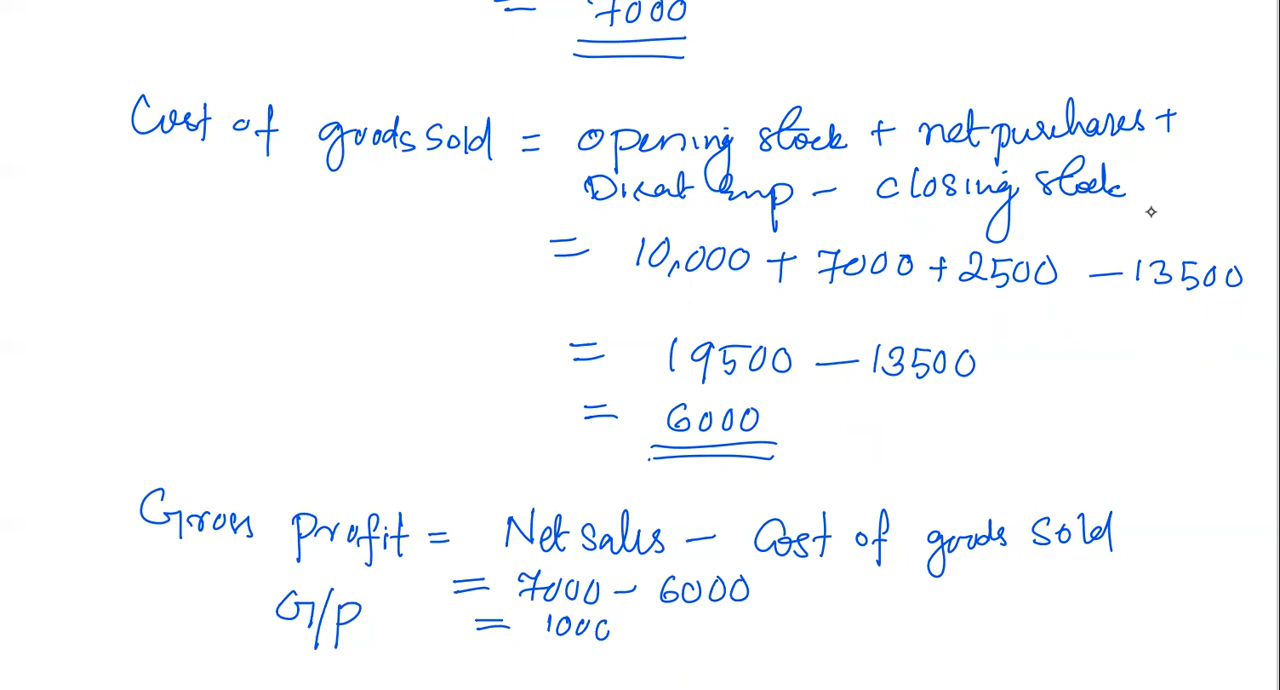 = 7000
Cost of goods sold = opening stock + net purchases +
Direct Exp - closing stock
= 10,000 + 7000 + 2500 - 13500
= 19500 - 13500
= 6000
Gross Profit = Net sales - Cost of goods sold
G/P = 7000 - 6000
= 1000